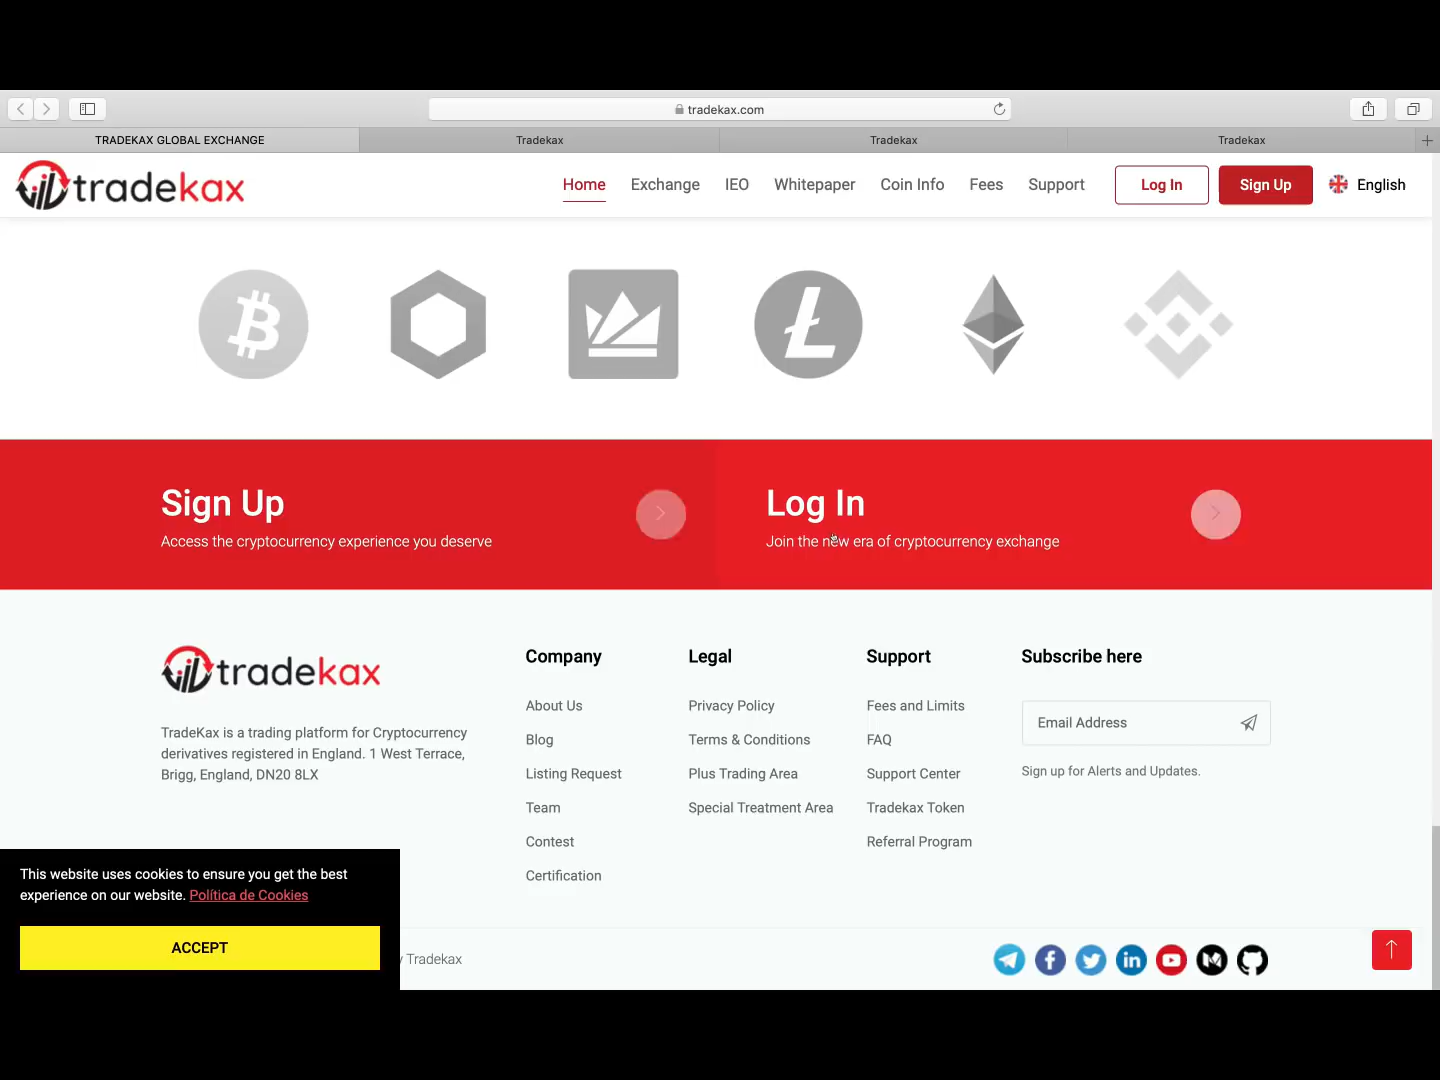 tradekax.com
TRADEKAX GLOBAL EXCHANGE
Tradekax
Tradekax
Tradekax
tradekax
Home
Exchange
IEO
Whitepaper
Coin Info
Fees
Support
Log In
Sign Up
English
Sign Up
Access the cryptocurrency experience you deserve
Log In
Join the new era of cryptocurrency exchange
tradekax
TradeKax is a trading platform for Cryptocurrency
derivatives registered in England. 1 West Terrace,
Brigg, England, DN20 8LX
Company
About Us
Blog
Listing Request
Team
Contest
Certification
Legal
Privacy Policy
Terms & Conditions
Plus Trading Area
Special Treatment Area
Support
Fees and Limits
FAQ
Support Center
Tradekax Token
Referral Program
Subscribe here
Email Address
Sign up for Alerts and Updates.
This website uses cookies to ensure you get the best
experience on our website. Política de Cookies
ACCEPT
Tradekax